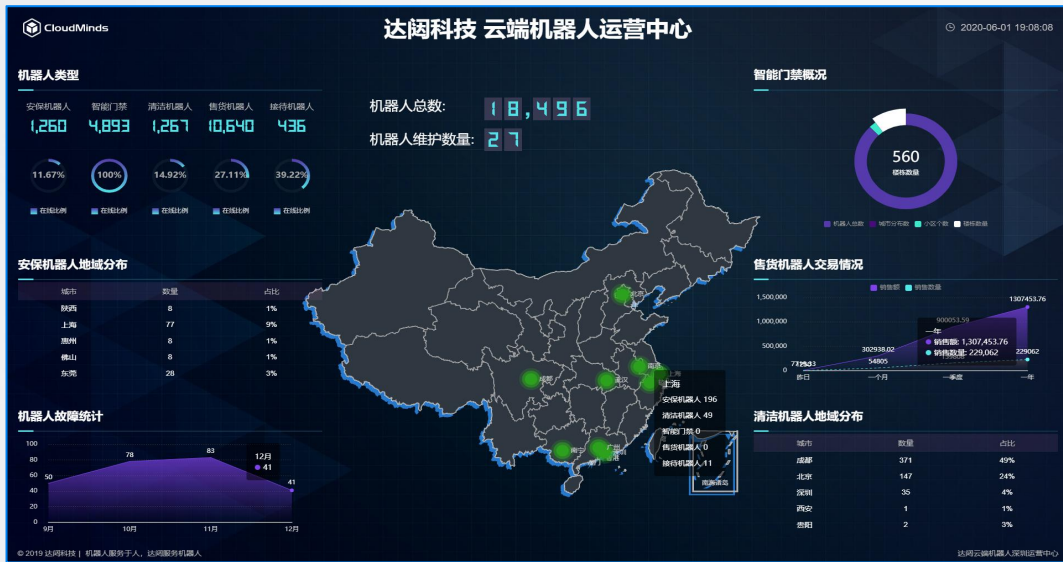 CloudMinds
达闼科技 云端机器人运营中心
2020-06-01 19:08:08
机器人类型
安保机器人 智能门禁 清洁机器人 售货机器人 接待机器人
1,260 4,893 1,267 10,640 436
11.67% 100% 14.92% 27.11% 39.22%
在线比例 在线比例 在线比例 在线比例 在线比例
机器人总数: 18,496
机器人维护数量: 27
智能门禁概况
560
楼栋数量
机器人总数 城市分布数 小区个数 楼栋数量
安保机器人地域分布
城市 数量 占比
陕西 8 1%
上海 77 9%
惠州 8 1%
佛山 8 1%
东莞 28 3%
机器人故障统计
100
80
60
40
20
0
50
78
83
41
12月
41
9月 10月 11月 12月
北京
南京
上海
成都
武汉
南宁
广州
上海
安保机器人 196
清洁机器人 49
智能门禁 0
售货机器人 0
接待机器人 11
南海诸岛
售货机器人交易情况
销售额 销售数量
1,500,000
1,000,000
500,000
0
302938.02
54805
900053.59
1307453.76
229062
一年
销售额: 1,307,453.76
销售数量: 229,062
昨日 一个月 一季度 一年
清洁机器人地域分布
城市 数量 占比
成都 371 49%
北京 147 24%
深圳 35 4%
西安 1 1%
贵阳 2 3%
© 2019 达闼科技 | 机器人服务于人，达闼服务机器人
达闼云端机器人深圳运营中心